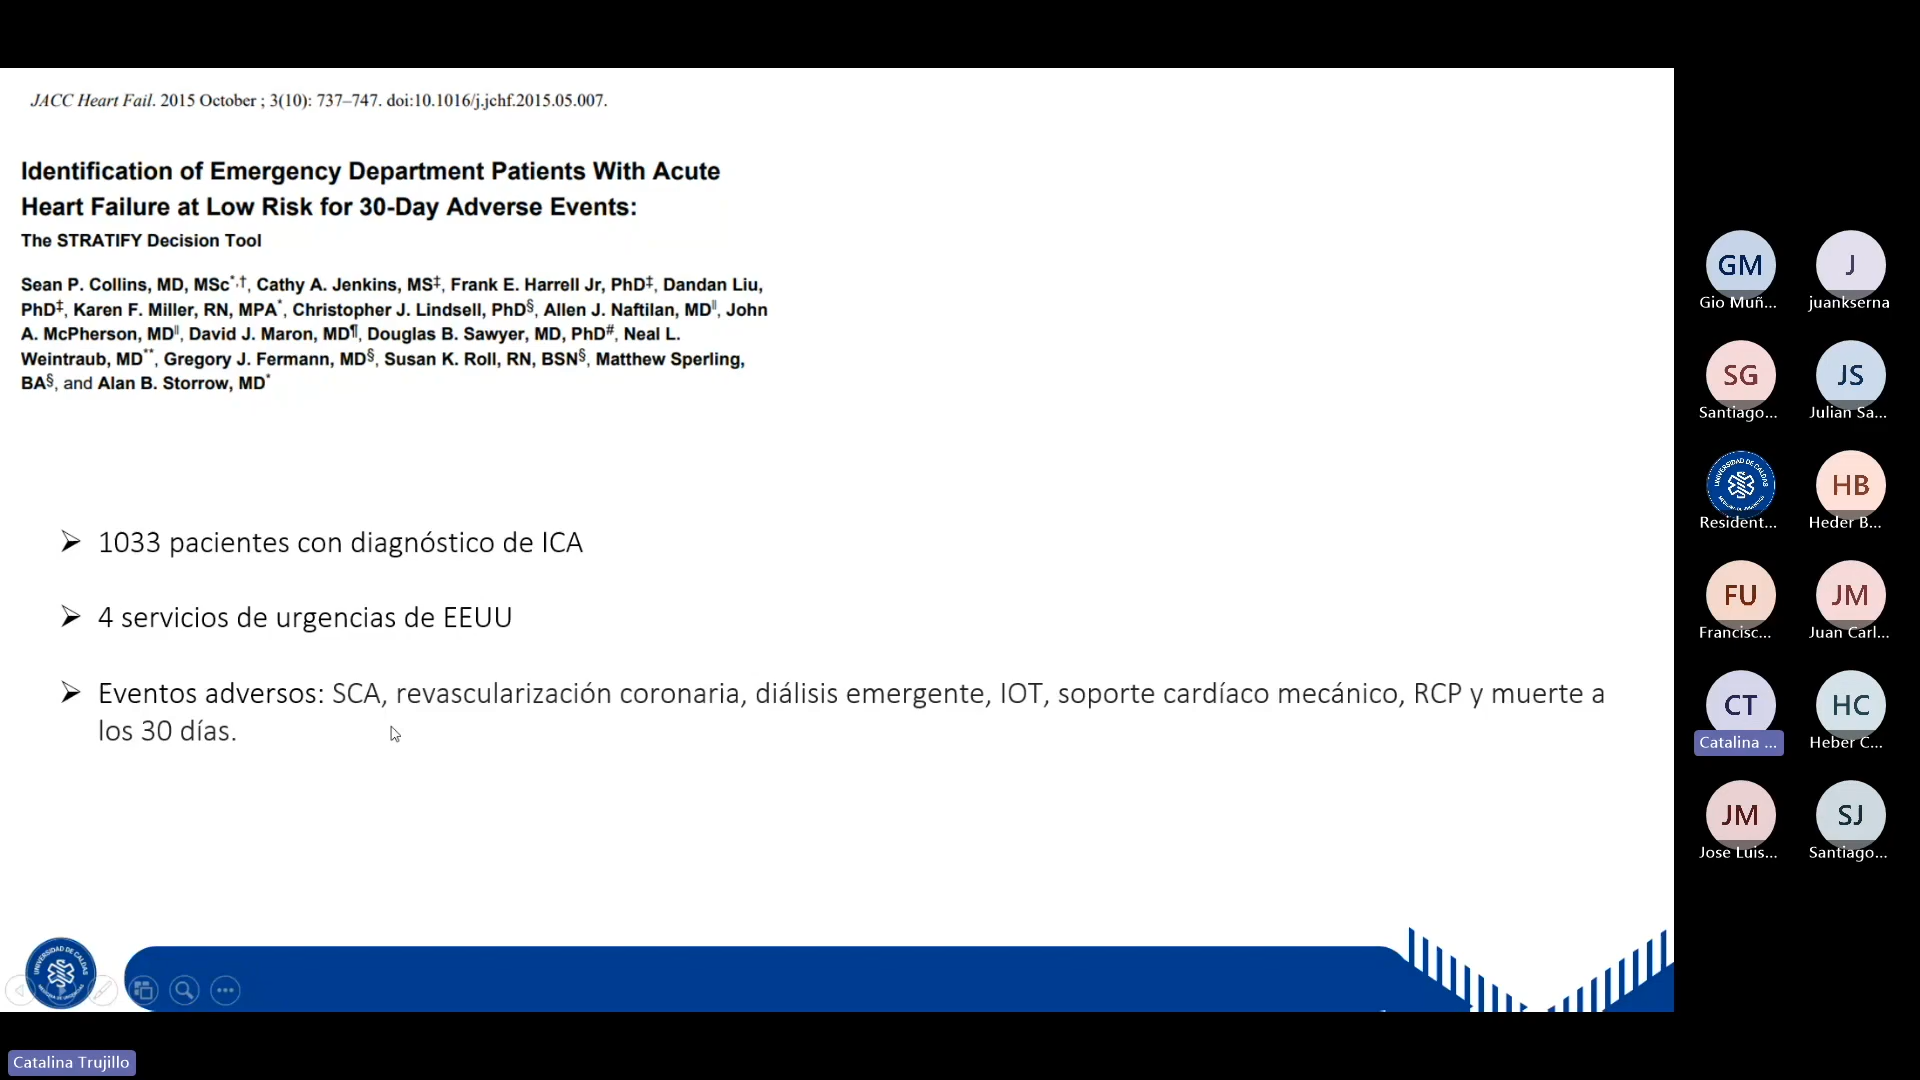 JACC Heart Fail. 2015 October ; 3(10): 737–747. doi:10.1016/j.jchf.2015.05.007.
Identification of Emergency Department Patients With Acute
Heart Failure at Low Risk for 30-Day Adverse Events:
The STRATIFY Decision Tool
Sean P. Collins, MD, MSc*,†, Cathy A. Jenkins, MS‡, Frank E. Harrell Jr, PhD‡, Dandan Liu,
PhD‡, Karen F. Miller, RN, MPA*, Christopher J. Lindsell, PhD§, Allen J. Naftilan, MD||, John
A. McPherson, MD||, David J. Maron, MD¶, Douglas B. Sawyer, MD, PhD#, Neal L.
Weintraub, MD**, Gregory J. Fermann, MD§, Susan K. Roll, RN, BSN§, Matthew Sperling,
BA§, and Alan B. Storrow, MD*
➢ 1033 pacientes con diagnóstico de ICA
➢ 4 servicios de urgencias de EEUU
➢ Eventos adversos: SCA, revascularización coronaria, diálisis emergente, IOT, soporte cardíaco mecánico, RCP y muerte a
los 30 días.
UNIVERSIDAD DE CALDAS
GM
Gio Muñ...
J
juankserna
SG
Santiago...
JS
Julian Sa...
UNIVERSIDAD DE CALDAS
Resident...
HB
Heder B...
FU
Francisc...
JM
Juan Carl...
CT
Catalina ...
HC
Heber C...
JM
Jose Luis...
SJ
Santiago...
Catalina Trujillo